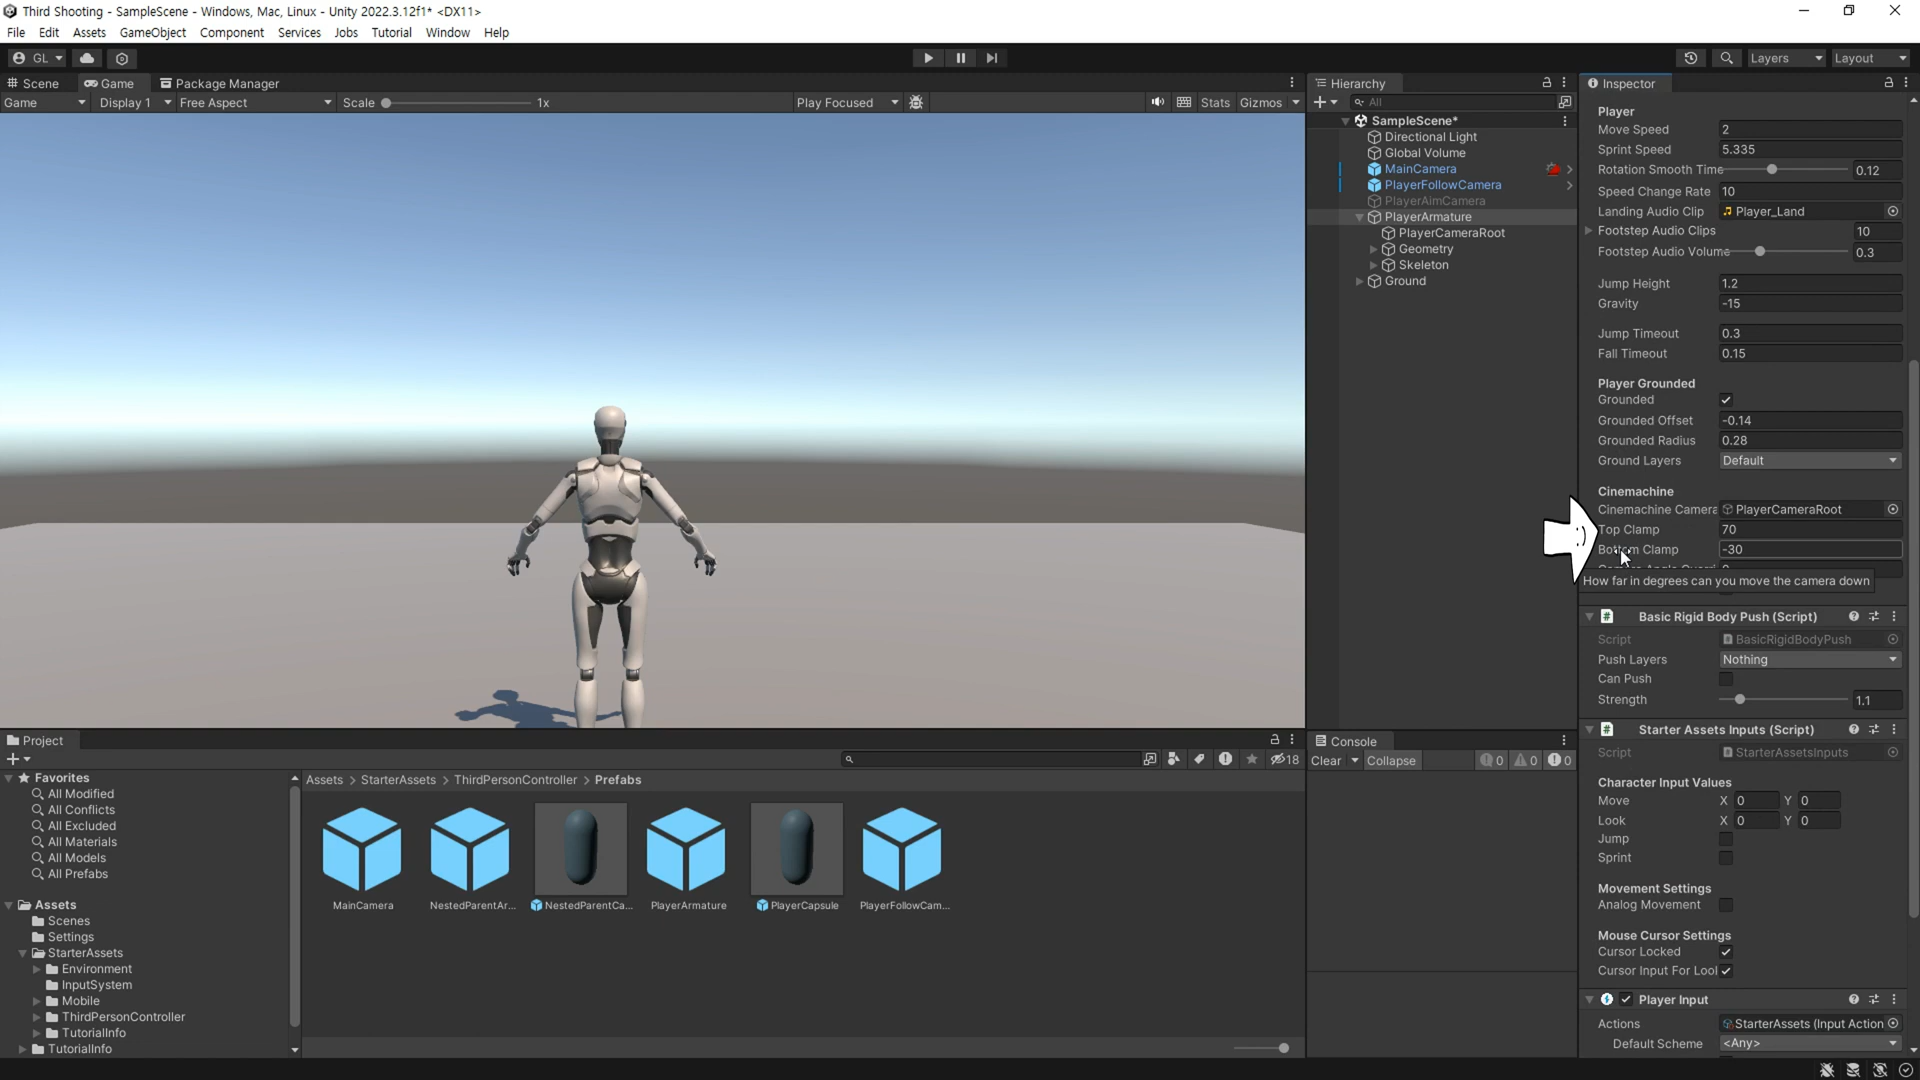 Third Shooting - SampleScene - Windows, Mac, Linux - Unity 2022.3.12f1* <DX11>
File Edit Assets GameObject Component Services Jobs Tutorial Window Help
GL
Layers Layout
Scene Game Package Manager
Game Display 1 Free Aspect Scale 1x Play Focused Stats Gizmos
Hierarchy
All
SampleScene*
Directional Light
Global Volume
MainCamera
PlayerFollowCamera
PlayerAimCamera
PlayerArmature
PlayerCameraRoot
Geometry
Skeleton
Ground
Inspector
Player
Move Speed 2
Sprint Speed 5.335
Rotation Smooth Time 0.12
Speed Change Rate 10
Landing Audio Clip Player_Land
Footstep Audio Clips 10
Footstep Audio Volume 0.3
Jump Height 1.2
Gravity -15
Jump Timeout 0.3
Fall Timeout 0.15
Player Grounded
Grounded
Grounded Offset -0.14
Grounded Radius 0.28
Ground Layers Default
Cinemachine
Cinemachine Camera PlayerCameraRoot
Top Clamp 70
Bottom Clamp -30
How far in degrees can you move the camera down
Basic Rigid Body Push (Script)
Script BasicRigidBodyPush
Push Layers Nothing
Can Push
Strength 1.1
Starter Assets Inputs (Script)
Script StarterAssetsInputs
Character Input Values
Move X 0 Y 0
Look X 0 Y 0
Jump
Sprint
Movement Settings
Analog Movement
Mouse Cursor Settings
Cursor Locked
Cursor Input For Lool
Player Input
Actions StarterAssets (Input Action
Default Scheme <Any>
Project
18
Favorites
All Modified
All Conflicts
All Excluded
All Materials
All Models
All Prefabs
Assets
Scenes
Settings
StarterAssets
Environment
InputSystem
Mobile
ThirdPersonController
TutorialInfo
TutorialInfo
Assets > StarterAssets > ThirdPersonController > Prefabs
MainCamera NestedParentAr... NestedParentCa... PlayerArmature PlayerCapsule PlayerFollowCam...
Console
Clear Collapse 0 0 0